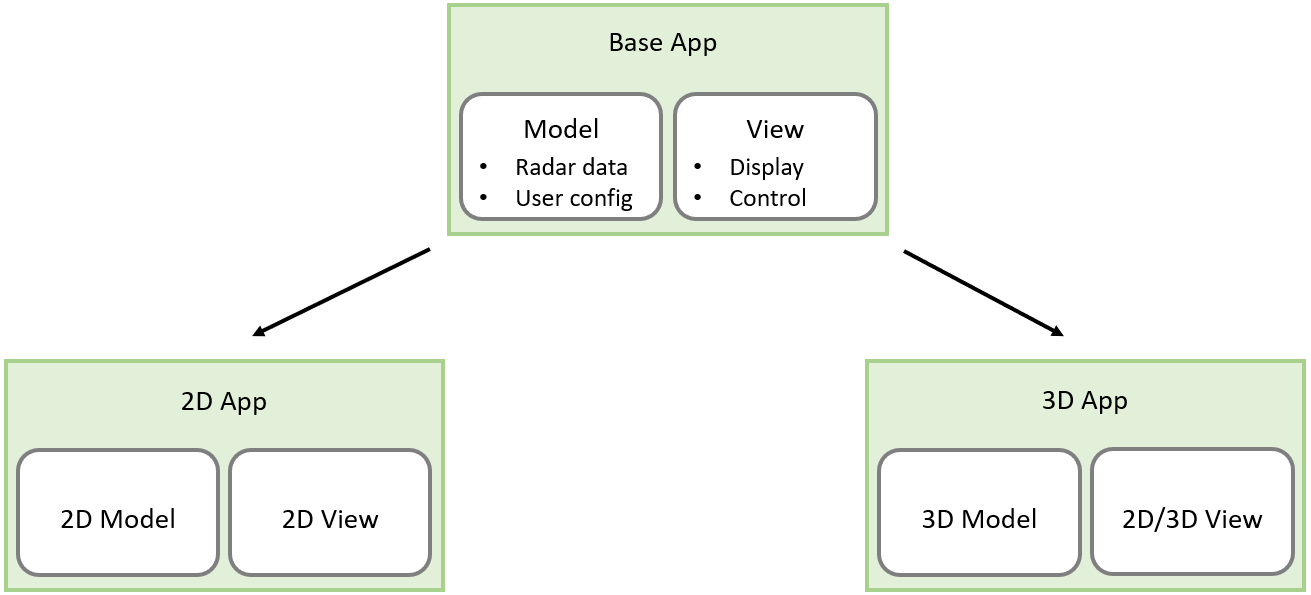 Base App
Model
• Radar data
• User config
View
• Display
• Control
2D App
2D Model
2D View
3D App
3D Model
2D/3D View